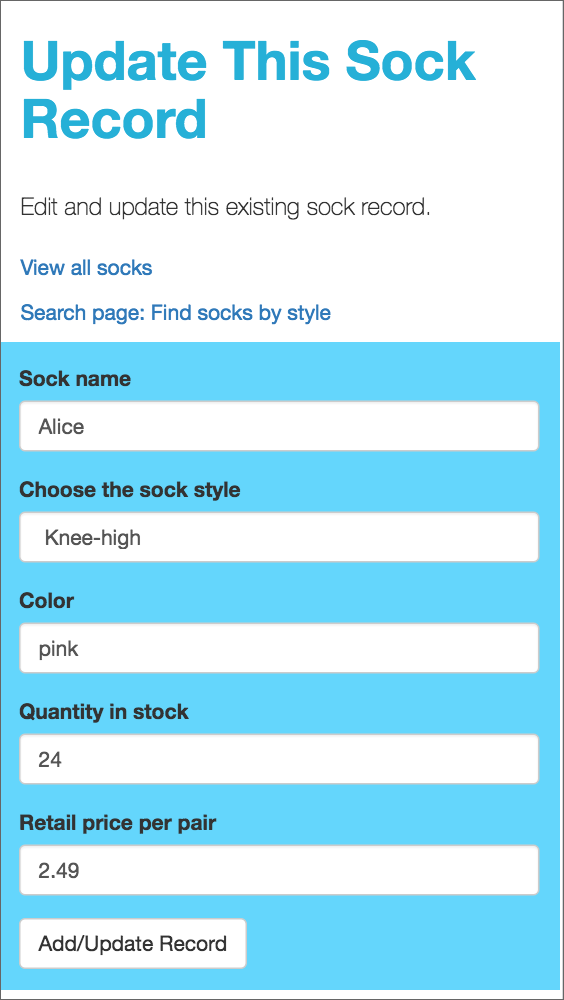 Update This Sock
Record
Edit and update this existing sock record.
View all socks
Search page: Find socks by style
Sock name
Alice
Choose the sock style
Knee-high
Color
pink
Quantity in stock
24
Retail price per pair
2.49
Add/Update Record